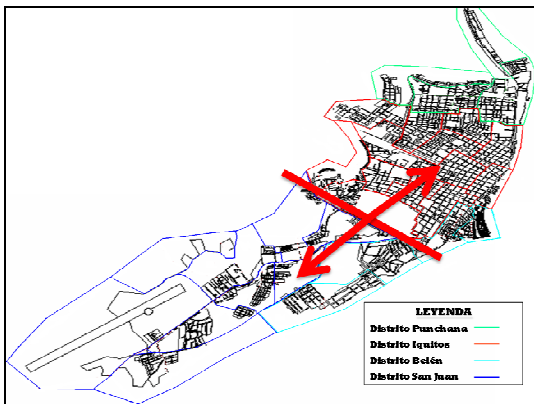 LEYENDA
Distrito Punchana
Distrito Iquitos
Distrito Belén
Distrito San Juan